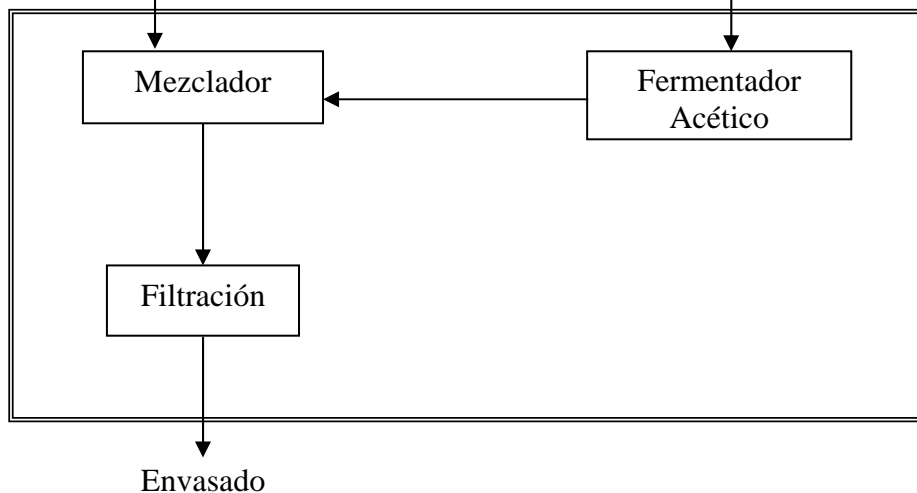 Mezclador
Fermentador
Acético
Filtración
Envasado